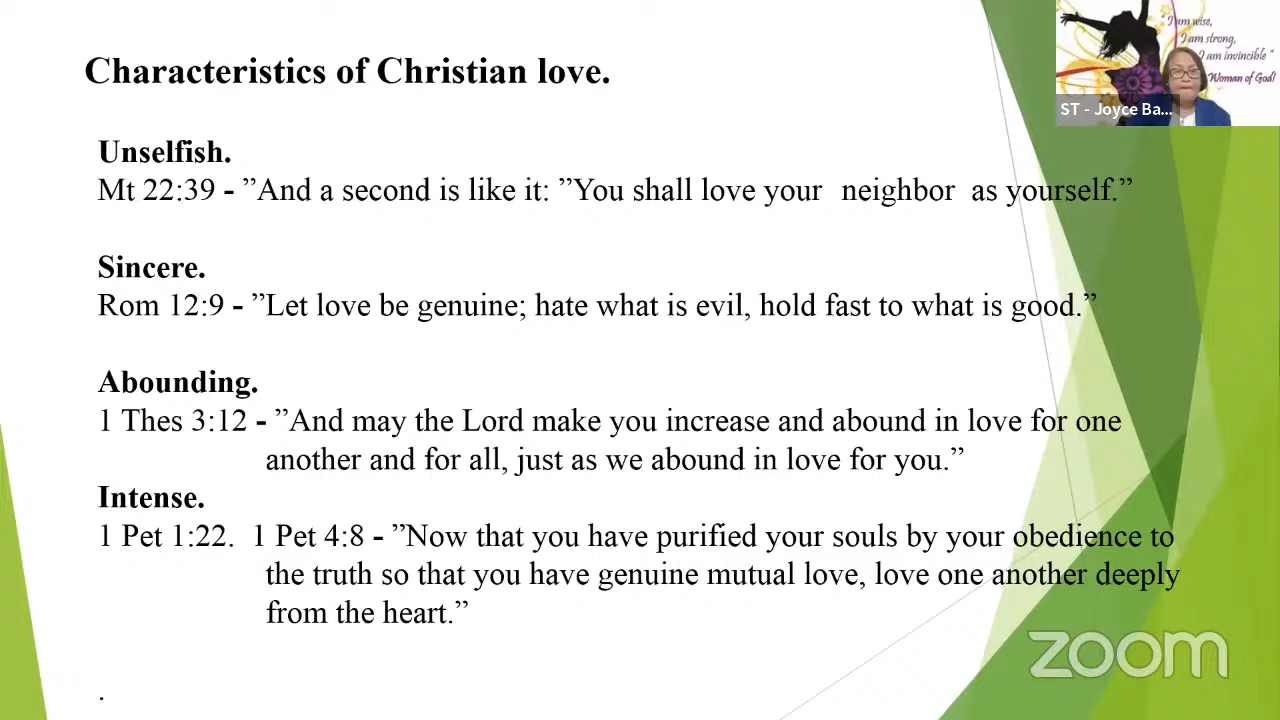 Characteristics of Christian love.
"I am wise,
I am strong,
I am invincible"
Woman of God!
ST - Joyce Ba...
Unselfish.
Mt 22:39 - ”And a second is like it: ”You shall love your neighbor as yourself.”
Sincere.
Rom 12:9 - ”Let love be genuine; hate what is evil, hold fast to what is good.”
Abounding.
1 Thes 3:12 - ”And may the Lord make you increase and abound in love for one
another and for all, just as we abound in love for you.”
Intense.
1 Pet 1:22. 1 Pet 4:8 - ”Now that you have purified your souls by your obedience to
the truth so that you have genuine mutual love, love one another deeply
from the heart.”
.
zoom